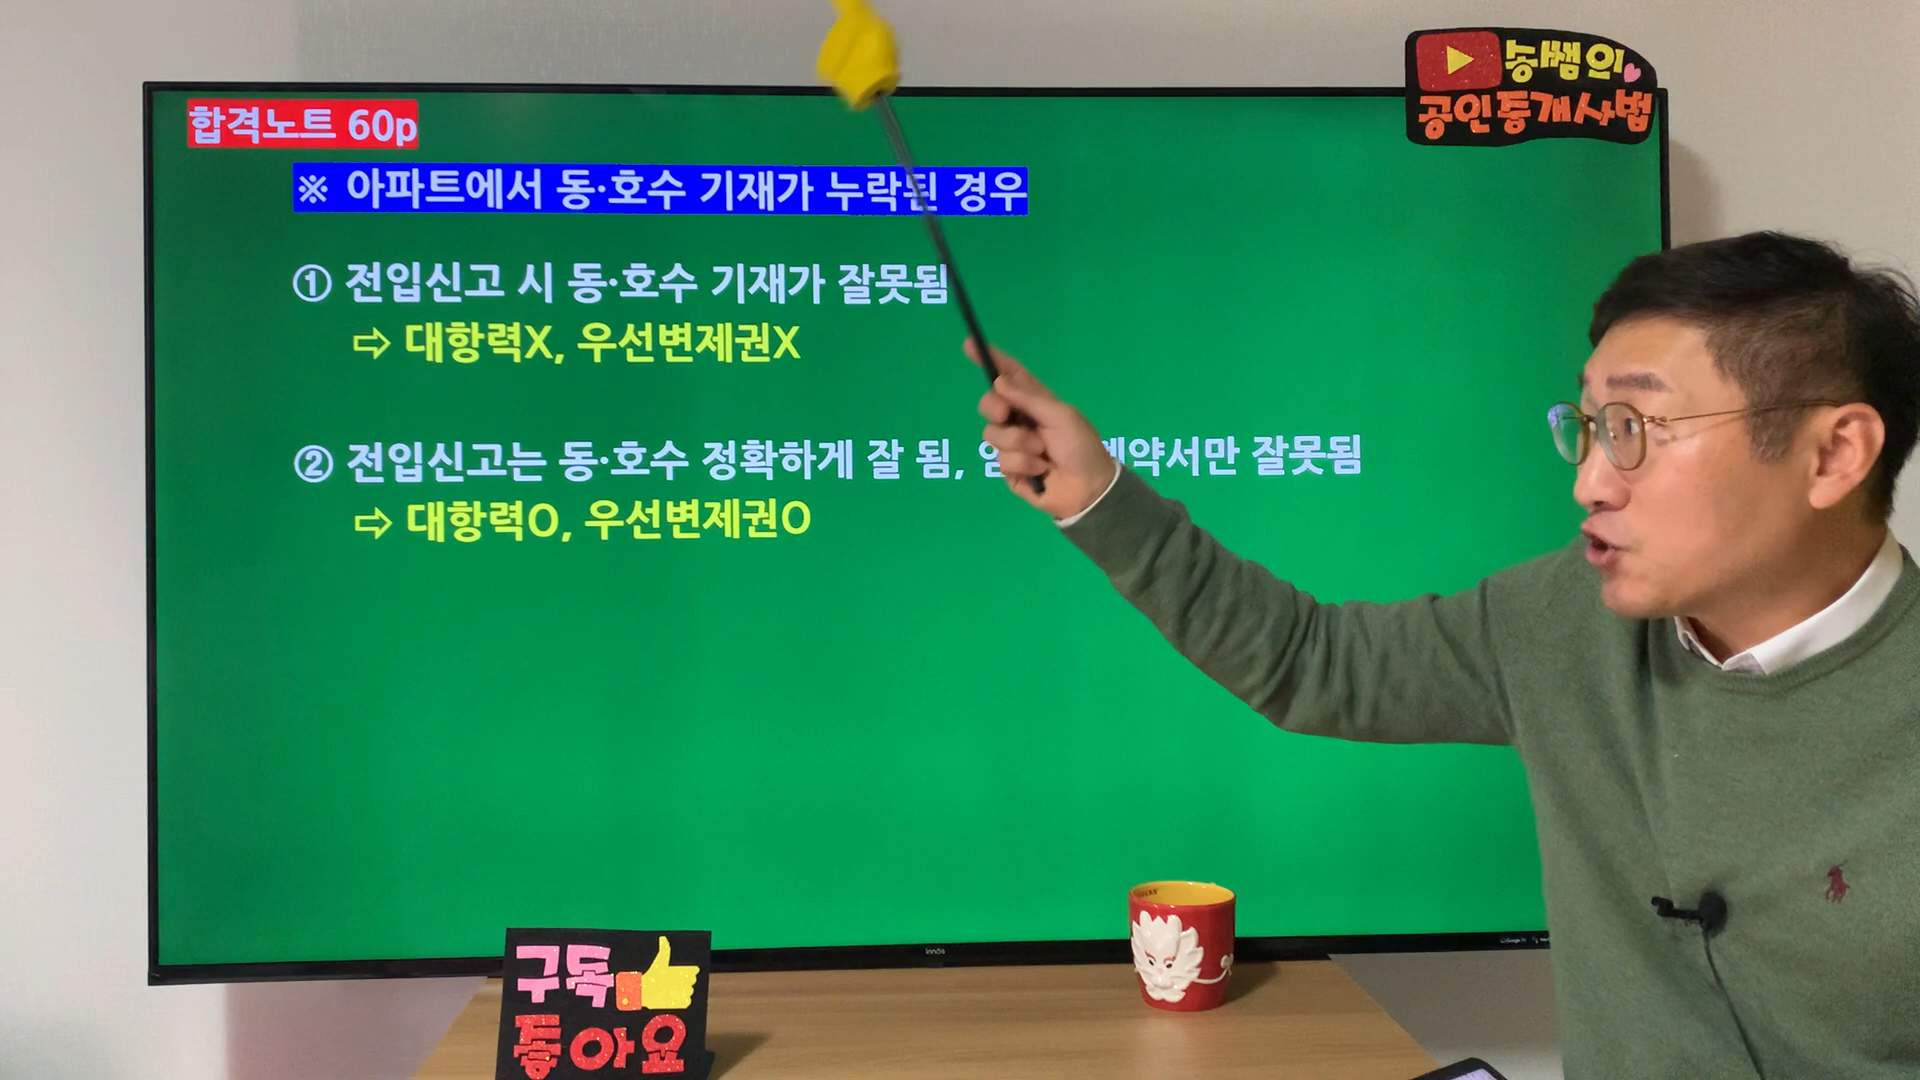 송쌤의
공인중개사법
합격노트 60p
※ 아파트에서 동·호수 기재가 누락된 경우
① 전입신고 시 동·호수 기재가 잘못됨
⇨ 대항력X, 우선변제권X
② 전입신고는 동·호수 정확하게 잘 됨, 계약서만 잘못됨
⇨ 대항력O, 우선변제권O
innos
구독
좋아요